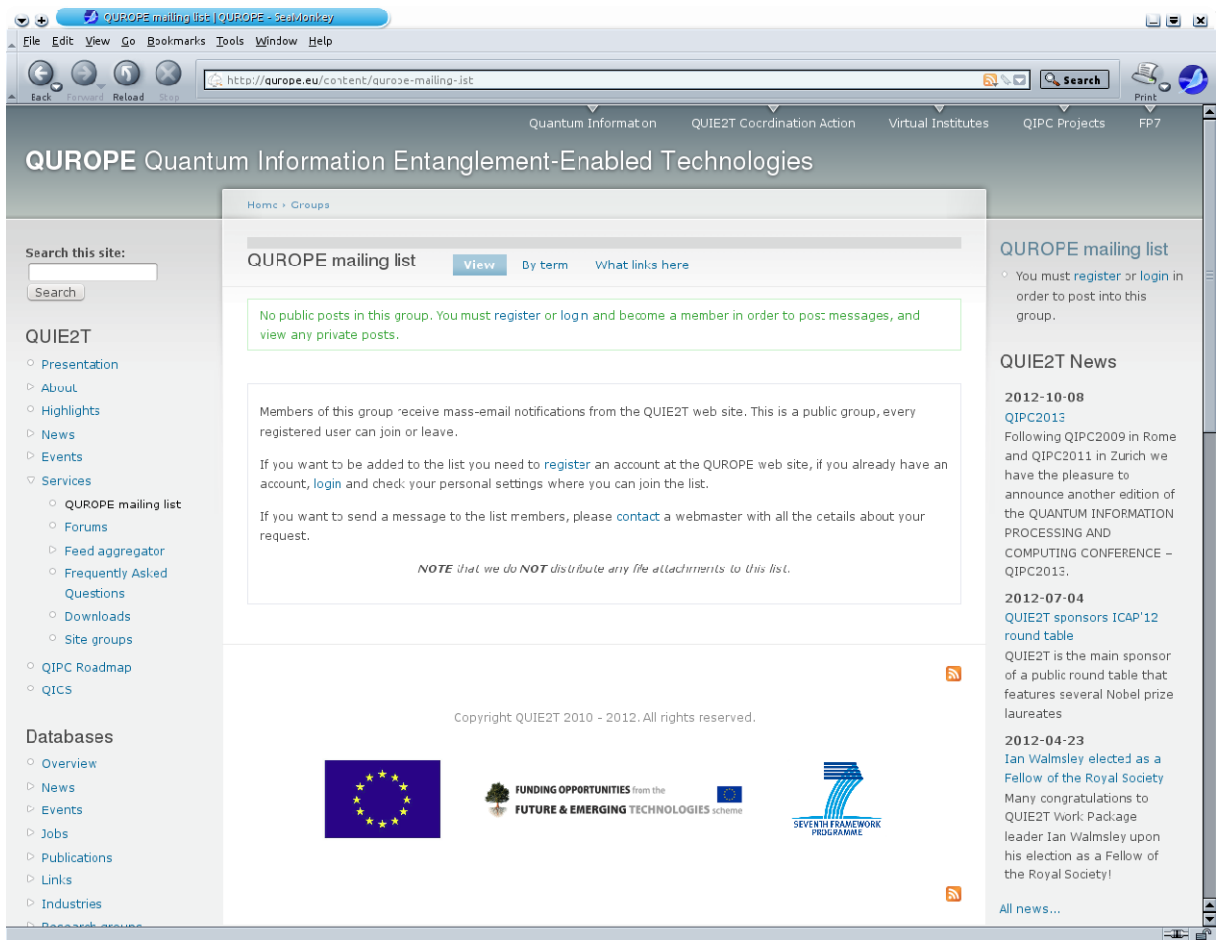 QUROPE mailing list | QUROPE - SeaMonkey
File Edit View Go Bookmarks Tools Window Help
Back Forward Reload Stop
http://qurope.eu/content/qurope-mailing-list
Search
Print
Quantum Information QUIE2T Coordination Action Virtual Institutes QIPC Projects FP7
QUROPE Quantum Information Entanglement-Enabled Technologies
Home › Groups
Search this site:
Search
QUIE2T
Presentation
About
Highlights
News
Events
Services
QUROPE mailing list
Forums
Feed aggregator
Frequently Asked
Questions
Downloads
Site groups
QIPC Roadmap
QICS
Databases
Overview
News
Events
Jobs
Publications
Links
Industries
Research groups
QUROPE mailing list View By term What links here
No public posts in this group. You must register or login and become a member in order to post messages, and
view any private posts.
Members of this group receive mass-email notifications from the QUIE2T web site. This is a public group, every
registered user can join or leave.
If you want to be added to the list you need to register an account at the QUROPE web site, if you already have an
account, login and check your personal settings where you can join the list.
If you want to send a message to the list members, please contact a webmaster with all the details about your
request.
NOTE that we do NOT distribute any file attachments to this list.
Copyright QUIE2T 2010 - 2012. All rights reserved.
FUNDING OPPORTUNITIES from the
FUTURE & EMERGING TECHNOLOGIES scheme
SEVENTH FRAMEWORK
PROGRAMME
QUROPE mailing list
You must register or login in
order to post into this
group.
QUIE2T News
2012-10-08
QIPC2013
Following QIPC2009 in Rome
and QIPC2011 in Zurich we
have the pleasure to
announce another edition of
the QUANTUM INFORMATION
PROCESSING AND
COMPUTING CONFERENCE –
QIPC2013.
2012-07-04
QUIE2T sponsors ICAP'12
round table
QUIE2T is the main sponsor
of a public round table that
features several Nobel prize
laureates
2012-04-23
Ian Walmsley elected as a
Fellow of the Royal Society
Many congratulations to
QUIE2T Work Package
leader Ian Walmsley upon
his election as a Fellow of
the Royal Society!
All news...